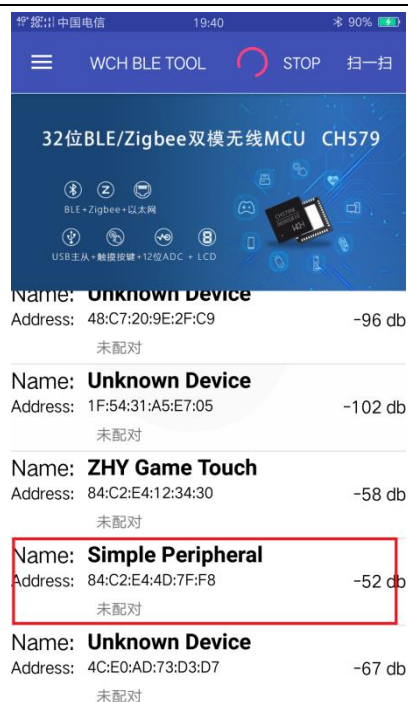 中国电信 19:40 90%
WCH BLE TOOL STOP 扫一扫
32位BLE/Zigbee双模无线MCU CH579
BLE+Zigbee+以太网
USB主从+触摸按键+12位ADC + LCD
Name: Unknown Device
Address: 48:C7:20:9E:2F:C9 -96 db
未配对
Name: Unknown Device
Address: 1F:54:31:A5:E7:05 -102 db
未配对
Name: ZHY Game Touch
Address: 84:C2:E4:12:34:30 -58 db
未配对
Name: Simple Peripheral
Address: 84:C2:E4:4D:7F:F8 -52 db
未配对
Name: Unknown Device
Address: 4C:E0:AD:73:D3:D7 -67 db
未配对